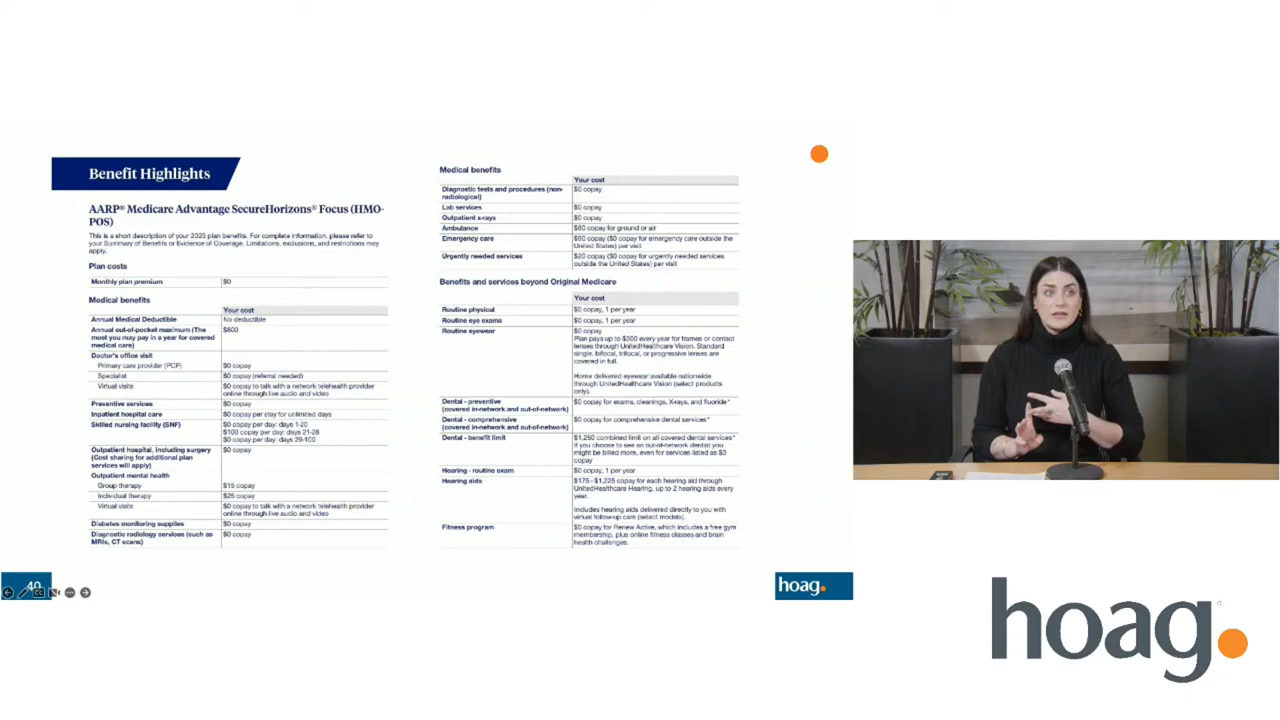 Benefit Highlights
AARP® Medicare Advantage SecureHorizons® Focus (HMO-
POS)
This is a short description of your 2023 plan benefits. For complete information, please refer to
your Summary of Benefits or Evidence of Coverage. Limitations, exclusions, and restrictions may
apply.
Plan costs
Monthly plan premium $0
Medical benefits
Your cost
Annual Medical Deductible No deductible
Annual out-of-pocket maximum (The $800
most you may pay in a year for covered
medical care)
Doctor's office visit
Primary care provider (PCP) $0 copay
Specialist $0 copay (referral needed)
Virtual visits $0 copay to talk with a network telehealth provider
online through live audio and video
Preventive services $0 copay
Inpatient hospital care $0 copay per stay for unlimited days
Skilled nursing facility (SNF) $0 copay per day: days 1-20
$100 copay per day: days 21-28
$0 copay per day: days 29-100
Outpatient hospital, including surgery $0 copay
(Cost sharing for additional plan
services will apply)
Outpatient mental health
Group therapy $15 copay
Individual therapy $25 copay
Virtual visits $0 copay to talk with a network telehealth provider
online through live audio and video
Diabetes monitoring supplies $0 copay
Diagnostic radiology services (such as $0 copay
MRIs, CT scans)
Medical benefits
Your cost
Diagnostic tests and procedures (non- $0 copay
radiological)
Lab services $0 copay
Outpatient x-rays $0 copay
Ambulance $80 copay for ground or air
Emergency care $90 copay ($0 copay for emergency care outside the
United States) per visit
Urgently needed services $20 copay ($0 copay for urgently needed services
outside the United States) per visit
Benefits and services beyond Original Medicare
Your cost
Routine physical $0 copay, 1 per year
Routine eye exams $0 copay, 1 per year
Routine eyewear $0 copay
Plan pays up to $300 every year for frames or contact
lenses through UnitedHealthcare Vision. Standard
single, bifocal, trifocal, or progressive lenses are
covered in full.
Home delivered eyewear available nationwide
through UnitedHealthcare Vision (select products
only).
Dental - preventive $0 copay for exams, cleanings, X-rays, and fluoride*
(covered in-network and out-of-network)
Dental - comprehensive $0 copay for comprehensive dental services*
(covered in-network and out-of-network)
Dental - benefit limit $1,250 combined limit on all covered dental services*
If you choose to see an out-of-network dentist you
might be billed more, even for services listed as $0
copay
Hearing - routine exam $0 copay, 1 per year
Hearing aids $175 - $1,225 copay for each hearing aid through
UnitedHealthcare Hearing, up to 2 hearing aids every
year.
Includes hearing aids delivered directly to you with
virtual follow-up care (select models).
Fitness program $0 copay for Renew Active, which includes a free gym
membership, plus online fitness classes and brain
health challenges.
40
hoag.
hoag.